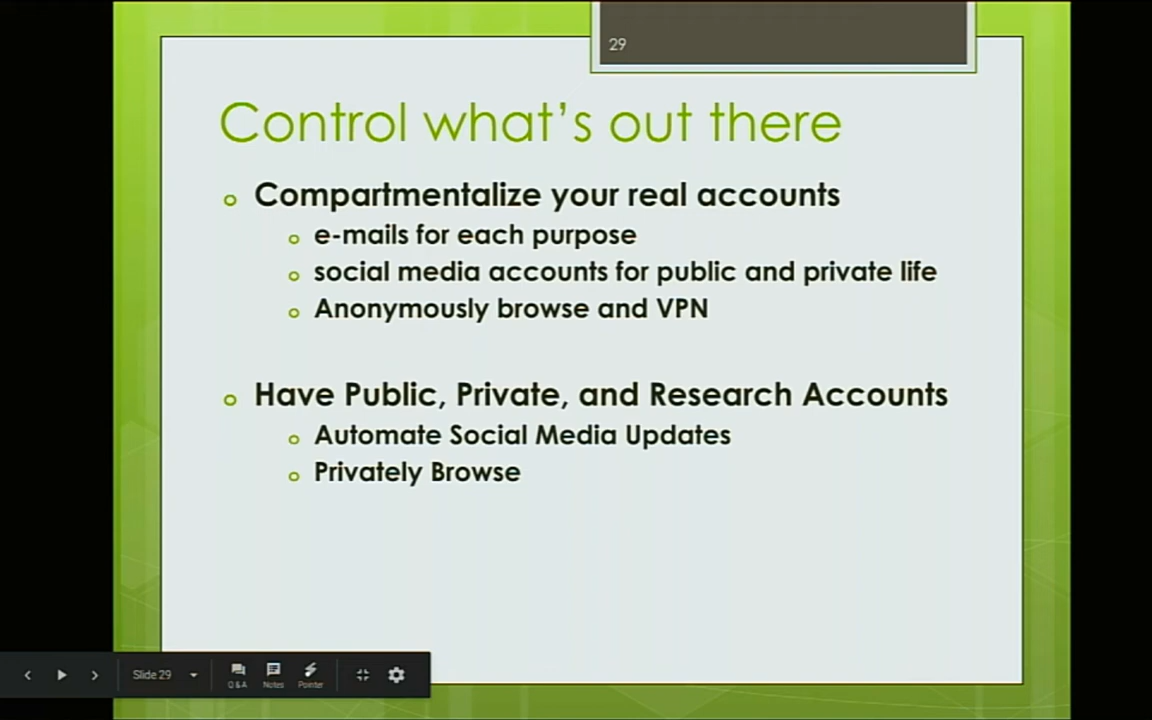 29
Control what's out there
Compartmentalize your real accounts
e-mails for each purpose
social media accounts for public and private life
Anonymously browse and VPN
Have Public, Private, and Research Accounts
Automate Social Media Updates
Privately Browse
Slide 29
Q & A
Notes
Pointer